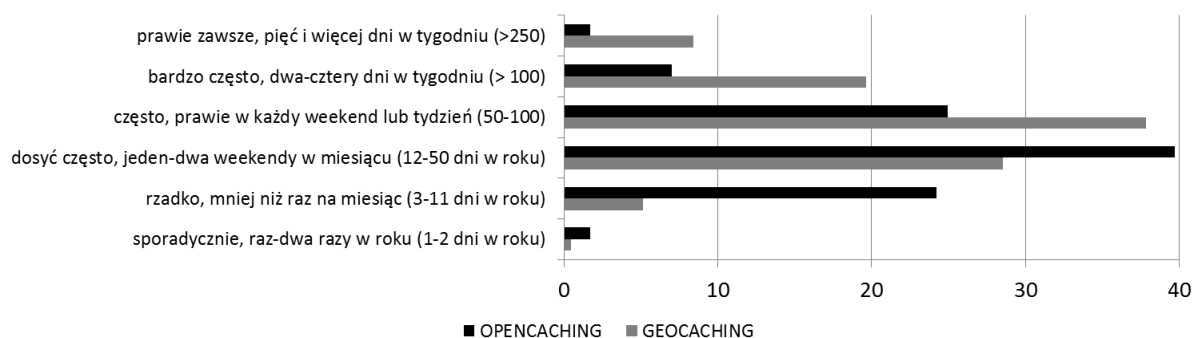 prawie zawsze, pięć i więcej dni w tygodniu (>250)
bardzo często, dwa-cztery dni w tygodniu (> 100)
często, prawie w każdy weekend lub tydzień (50-100)
dosyć często, jeden-dwa weekendy w miesiącu (12-50 dni w roku)
rzadko, mniej niż raz na miesiąc (3-11 dni w roku)
sporadycznie, raz-dwa razy w roku (1-2 dni w roku)
0 10 20 30 40
OPENCACHING GEOCACHING